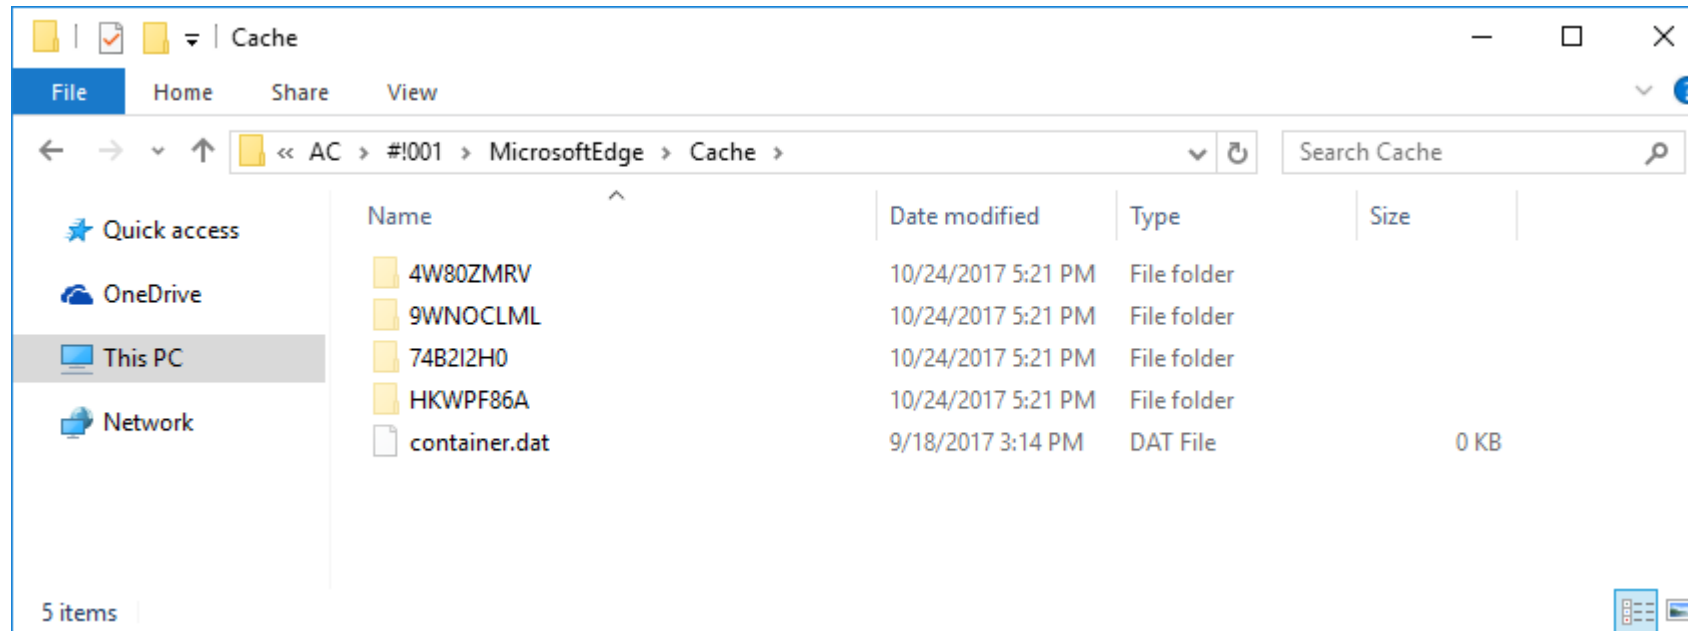 Cache
File Home Share View
« AC > #!001 > MicrosoftEdge > Cache >
Search Cache
Quick access
OneDrive
This PC
Network
Name Date modified Type Size
4W80ZMRV 10/24/2017 5:21 PM File folder
9WNOCLML 10/24/2017 5:21 PM File folder
74B2I2H0 10/24/2017 5:21 PM File folder
HKWPF86A 10/24/2017 5:21 PM File folder
container.dat 9/18/2017 3:14 PM DAT File 0 KB
5 items